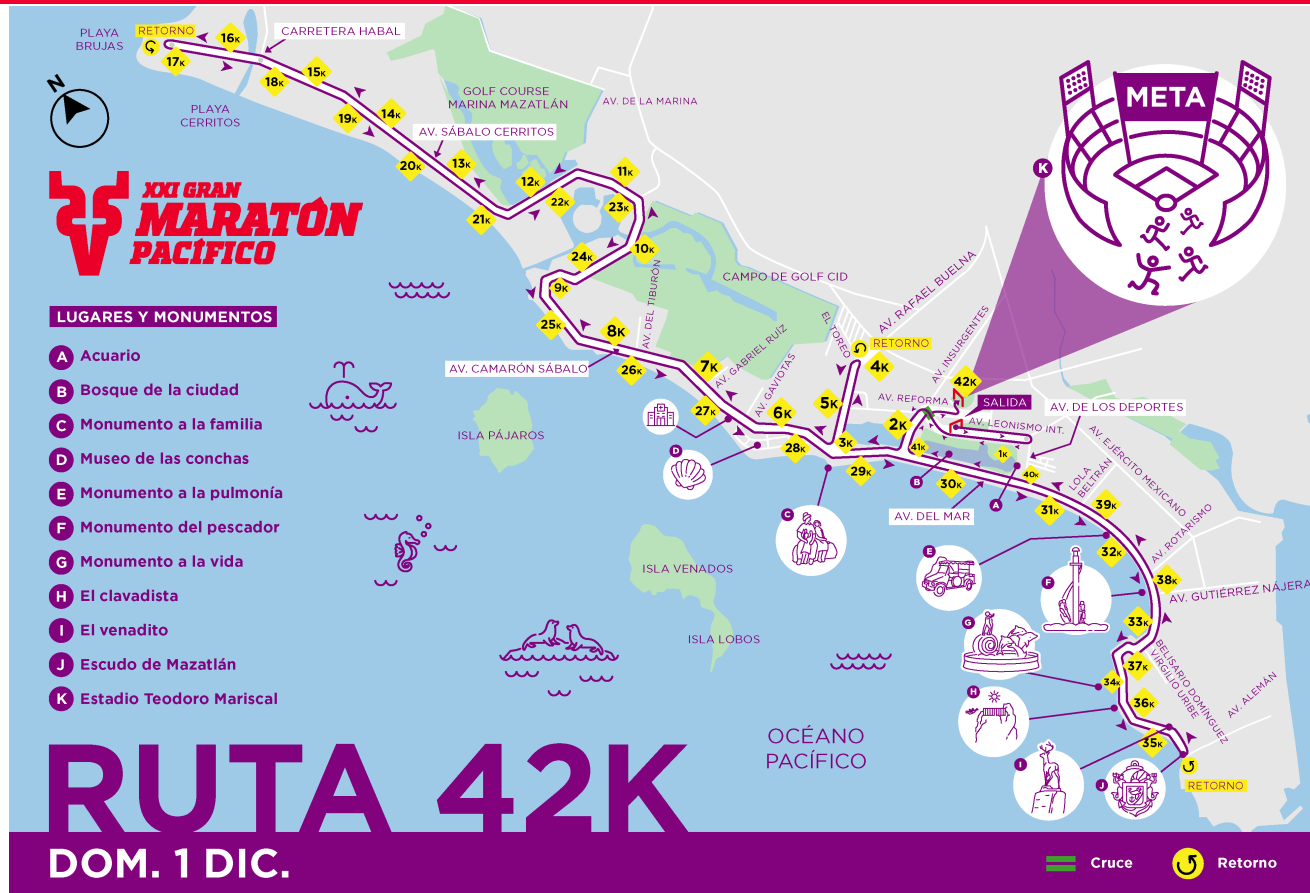 PLAYA
BRUJAS
RETORNO
16K
17K
CARRETERA HABAL
18K
15K
N
PLAYA
CERRITOS
19K
14K
GOLF COURSE
MARINA MAZATLÁN
AV. DE LA MARINA
AV. SÁBALO CERRITOS
20K
13K
12K
11K
21K
22K
23K
XXI GRAN
MARATÓN
PACÍFICO
24K
10K
9K
25K
8K
26K
AV. DEL TIBURÓN
CAMPO DE GOLF CID
AV. CAMARÓN SÁBALO
7K
27K
AV. GABRIEL RUÍZ
AV. GAVIOTAS
6K
28K
EL TOREO
RETORNO
4K
5K
3K
29K
AV. RAFAEL BUELNA
AV. INSURGENTES
META
K
42K
AV. REFORMA
SALIDA
2K
AV. LEONISMO INT.
AV. DE LOS DEPORTES
41K
1K
40K
B
A
30K
AV. DEL MAR
31K
LOLA
BELTRÁN
AV. EJÉRCITO MEXICANO
39K
AV. ROTARISMO
32K
38K
AV. GUTIÉRREZ NÁJERA
33K
37K
34K
36K
35K
BELISARIO DOMÍNGUEZ
VIRGILIO URIBE
AV. ALEMÁN
RETORNO
D
C
E
F
G
H
I
J
ISLA PÁJAROS
ISLA VENADOS
ISLA LOBOS
OCÉANO
PACÍFICO
LUGARES Y MONUMENTOS
A Acuario
B Bosque de la ciudad
C Monumento a la familia
D Museo de las conchas
E Monumento a la pulmonía
F Monumento del pescador
G Monumento a la vida
H El clavadista
I El venadito
J Escudo de Mazatlán
K Estadio Teodoro Mariscal
RUTA 42K
DOM. 1 DIC.
Cruce
Retorno